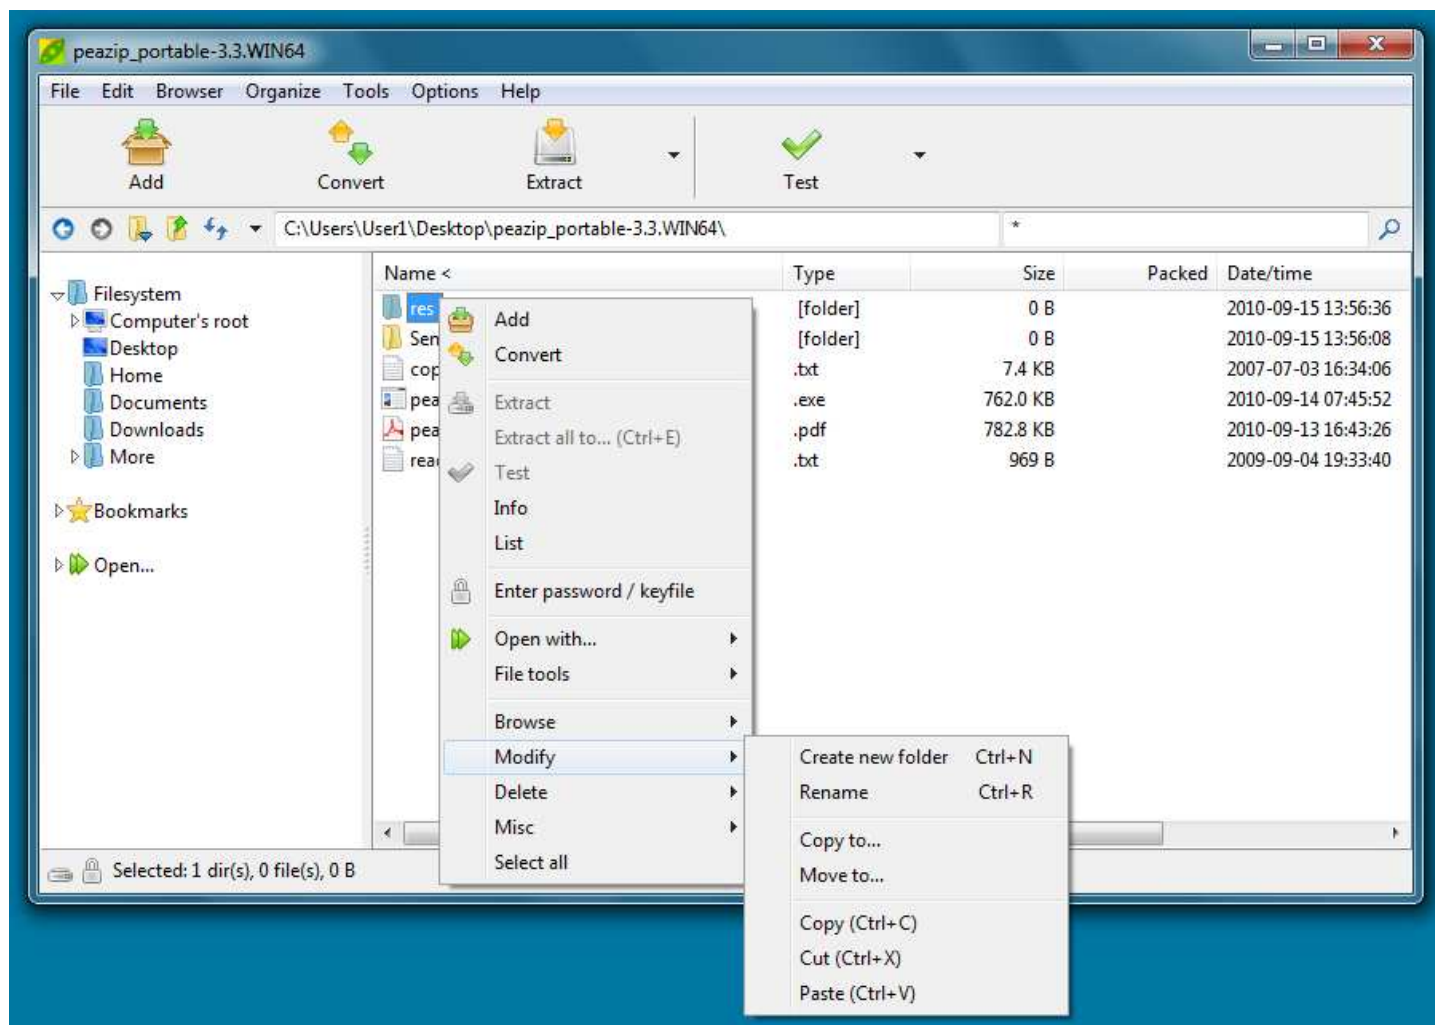 peazip_portable-3.3.WIN64
File Edit Browser Organize Tools Options Help
Add Convert Extract Test
C:\Users\User1\Desktop\peazip_portable-3.3.WIN64\ *
Name < Type Size Packed Date/time
Filesystem
Computer's root
Desktop
Home
Documents
Downloads
More
Bookmarks
Open...
res [folder] 0 B 2010-09-15 13:56:36
Sen [folder] 0 B 2010-09-15 13:56:08
cop .txt 7.4 KB 2007-07-03 16:34:06
pea .exe 762.0 KB 2010-09-14 07:45:52
pea .pdf 782.8 KB 2010-09-13 16:43:26
rea .txt 969 B 2009-09-04 19:33:40
Add
Convert
Extract
Extract all to... (Ctrl+E)
Test
Info
List
Enter password / keyfile
Open with...
File tools
Browse
Modify
Delete
Misc
Select all
Create new folder Ctrl+N
Rename Ctrl+R
Copy to...
Move to...
Copy (Ctrl+C)
Cut (Ctrl+X)
Paste (Ctrl+V)
Selected: 1 dir(s), 0 file(s), 0 B